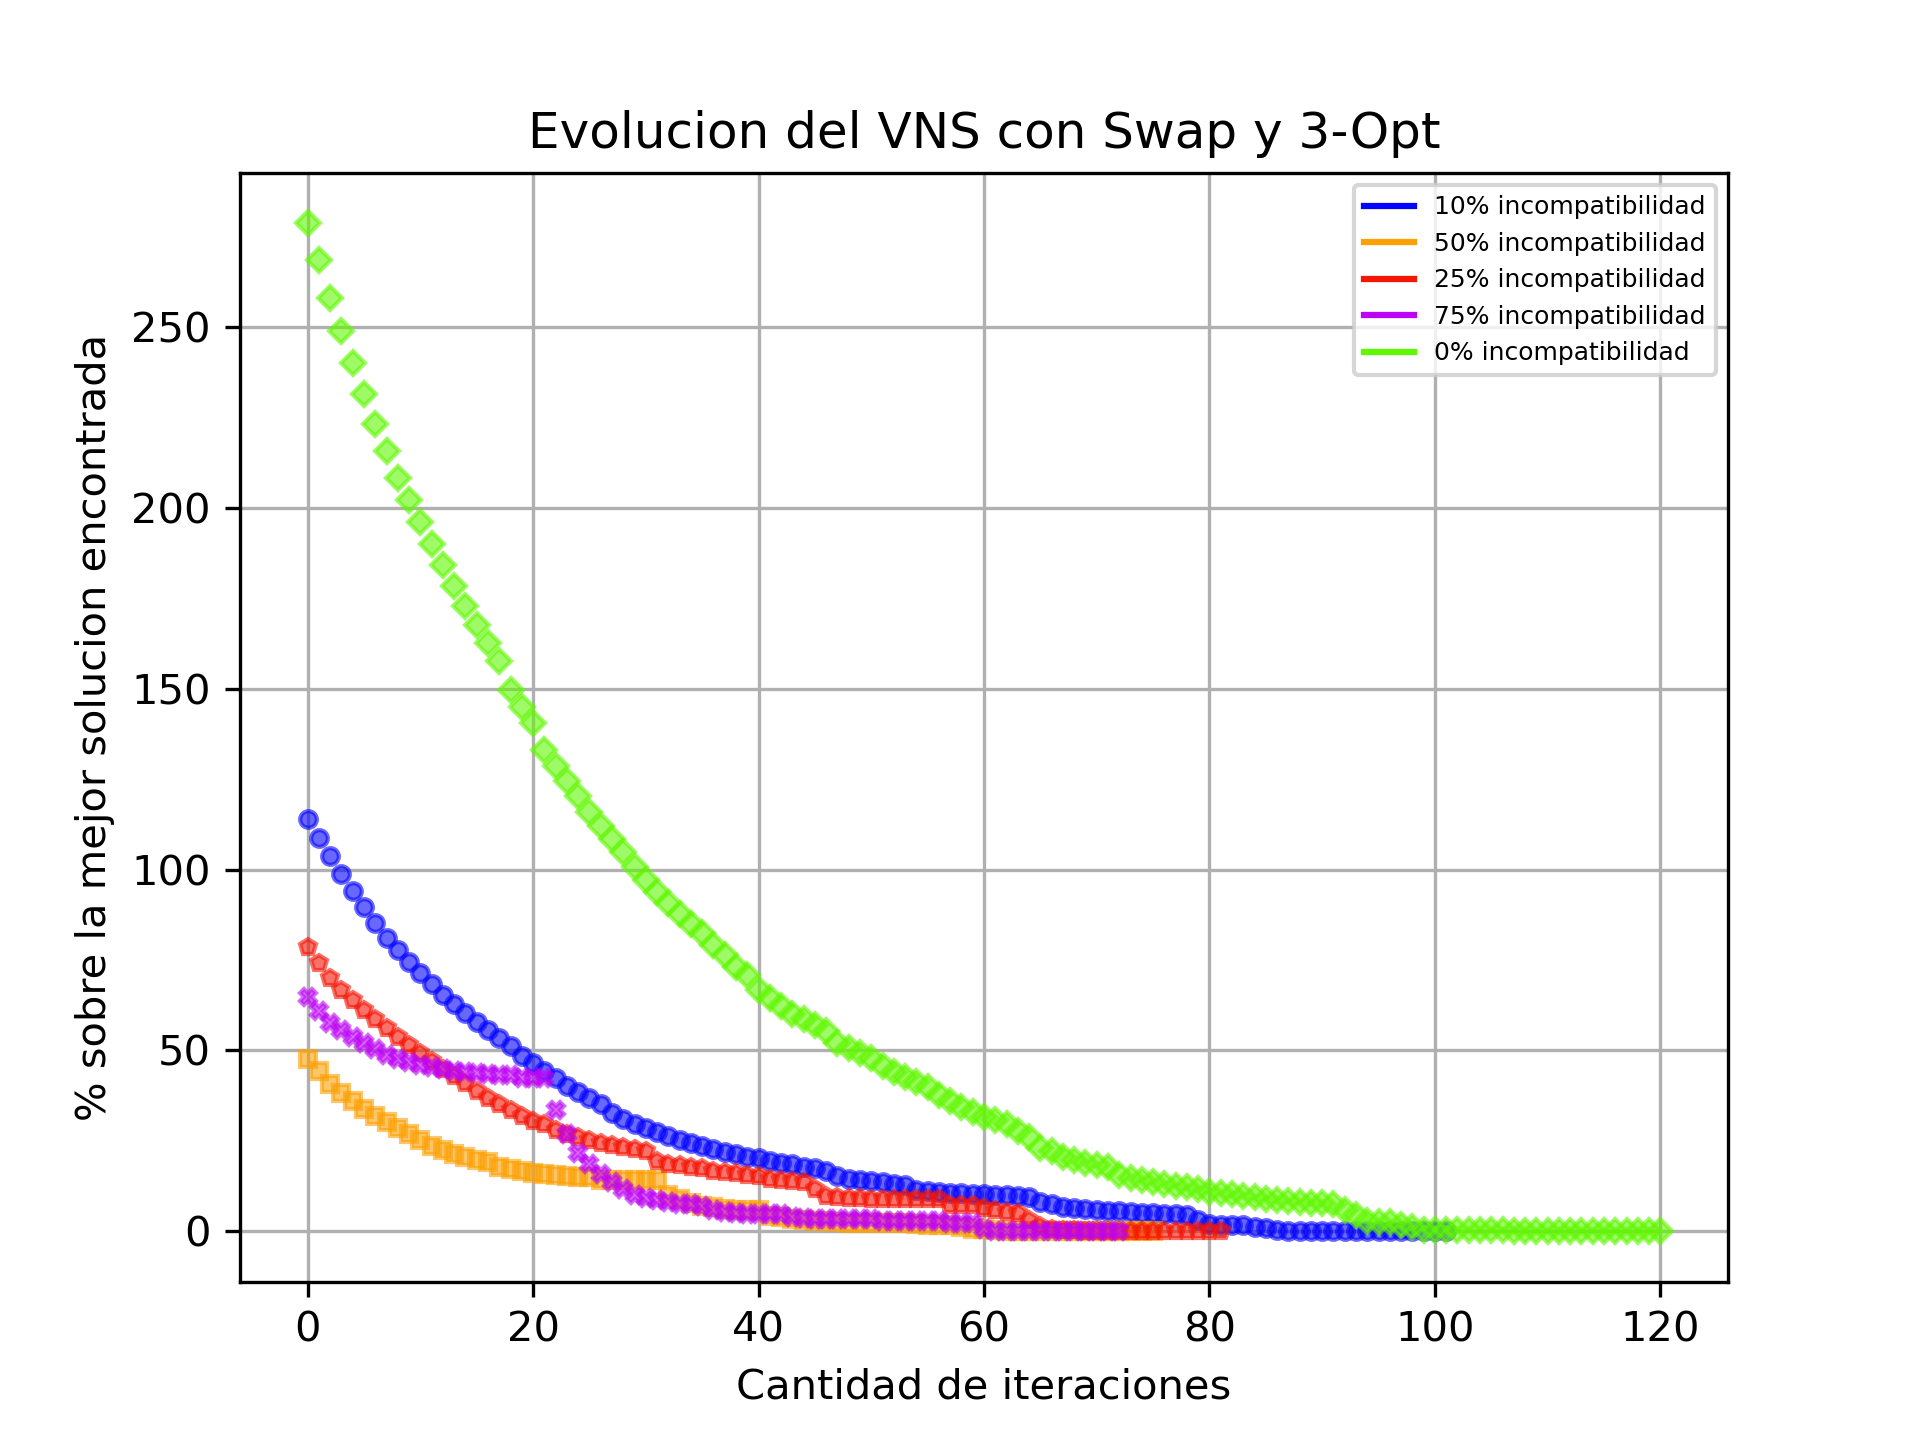 Evolucion del VNS con Swap y 3-Opt
10% incompatibilidad
50% incompatibilidad
25% incompatibilidad
75% incompatibilidad
0% incompatibilidad
% sobre la mejor solucion encontrada
250
200
150
100
50
0
0 20 40 60 80 100 120
Cantidad de iteraciones